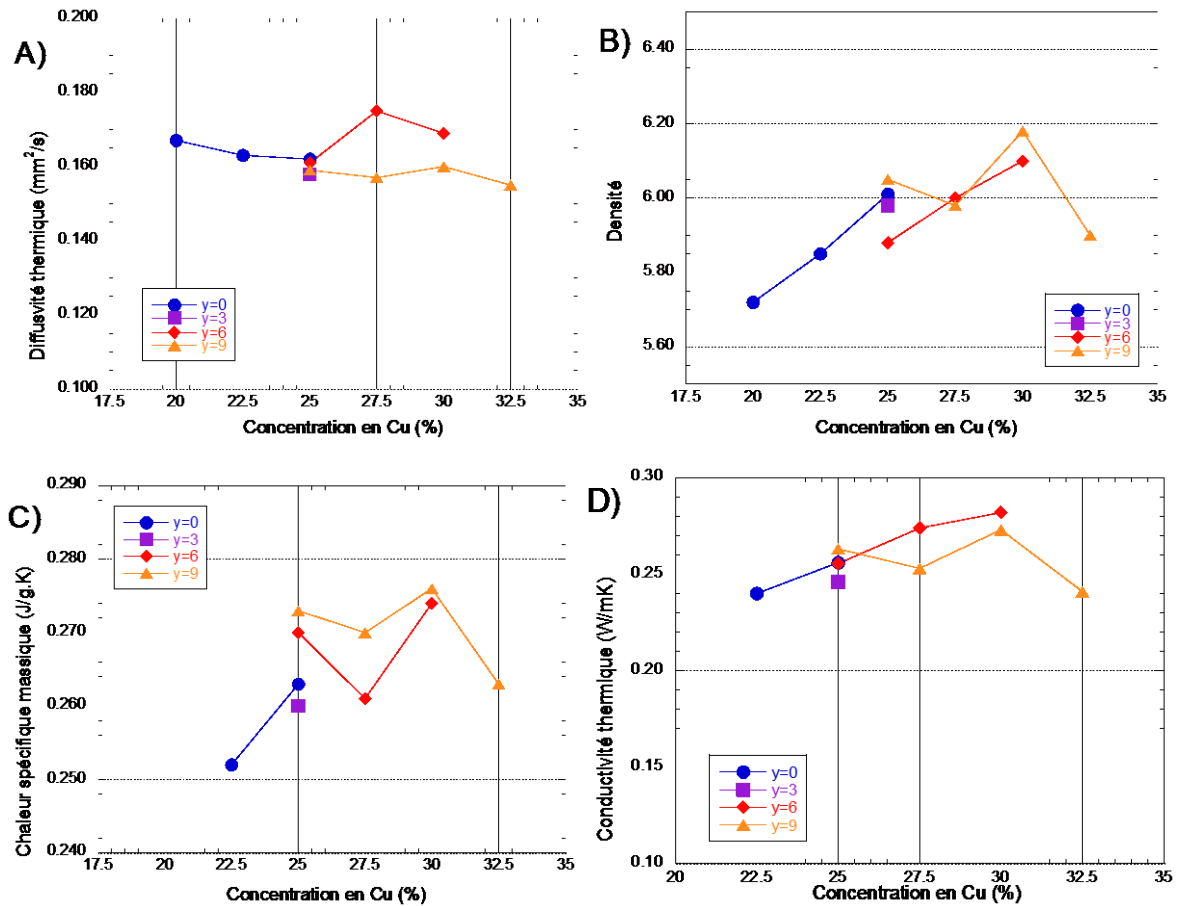 A)
Diffusvité thermique (mm²/s)
0.200
0.180
0.160
0.140
0.120
0.100
y=0
y=3
y=6
y=9
17.5 20 22.5 25 27.5 30 32.5 35
Concentration en Cu (%)
B)
Densité
6.40
6.20
6.00
5.80
5.60
y=0
y=3
y=6
y=9
17.5 20 22.5 25 27.5 30 32.5 35
Concentration en Cu (%)
C)
Chaleur spécifique massique (J/g.K)
0.290
0.280
0.270
0.260
0.250
0.240
y=0
y=3
y=6
y=9
17.5 20 22.5 25 27.5 30 32.5 35
Concentration en Cu (%)
D)
Conductivité thermique (W/mK)
0.30
0.25
0.20
0.15
0.10
y=0
y=3
y=6
y=9
20 22.5 25 27.5 30 32.5 35
Concentration en Cu (%)